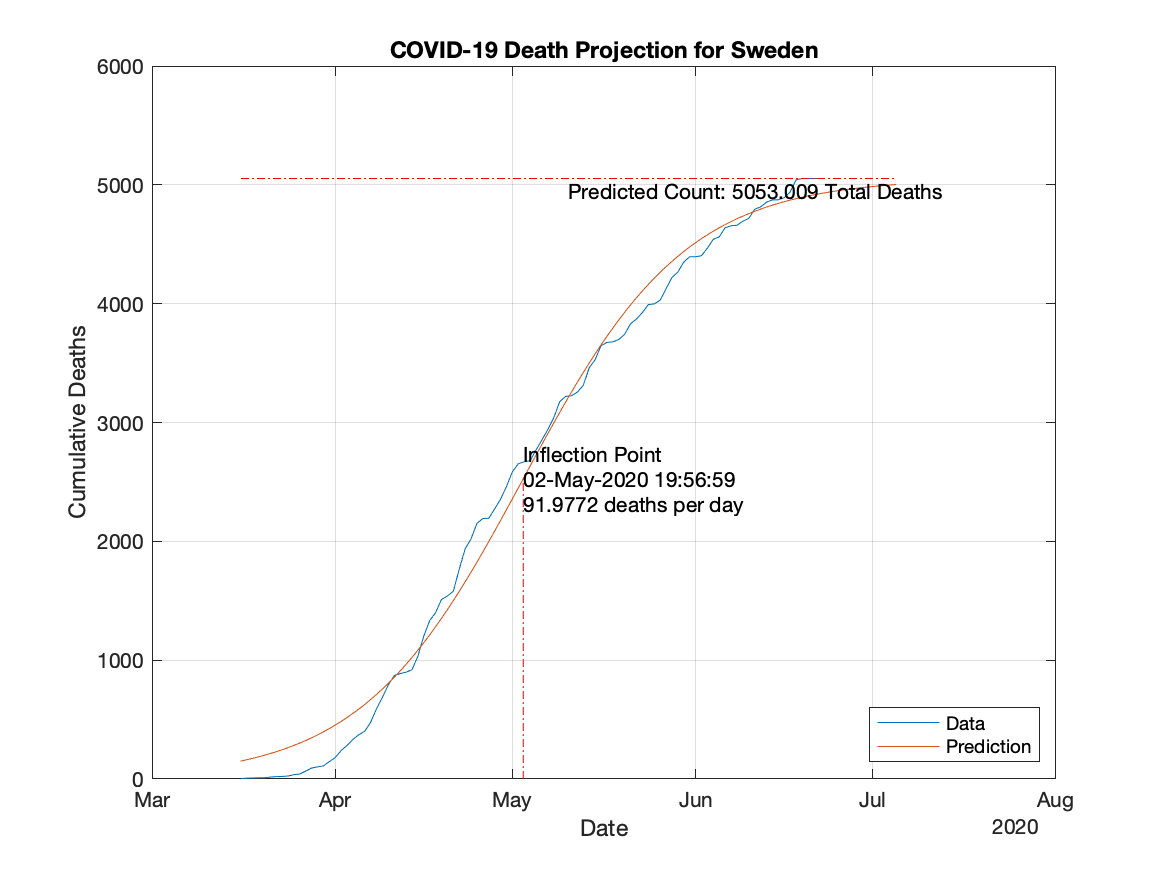 COVID-19 Death Projection for Sweden
6000
5000
4000
3000
2000
1000
0
Cumulative Deaths
Predicted Count: 5053.009 Total Deaths
Inflection Point
02-May-2020 19:56:59
91.9772 deaths per day
Data
Prediction
Mar Apr May Jun Jul Aug
Date
2020